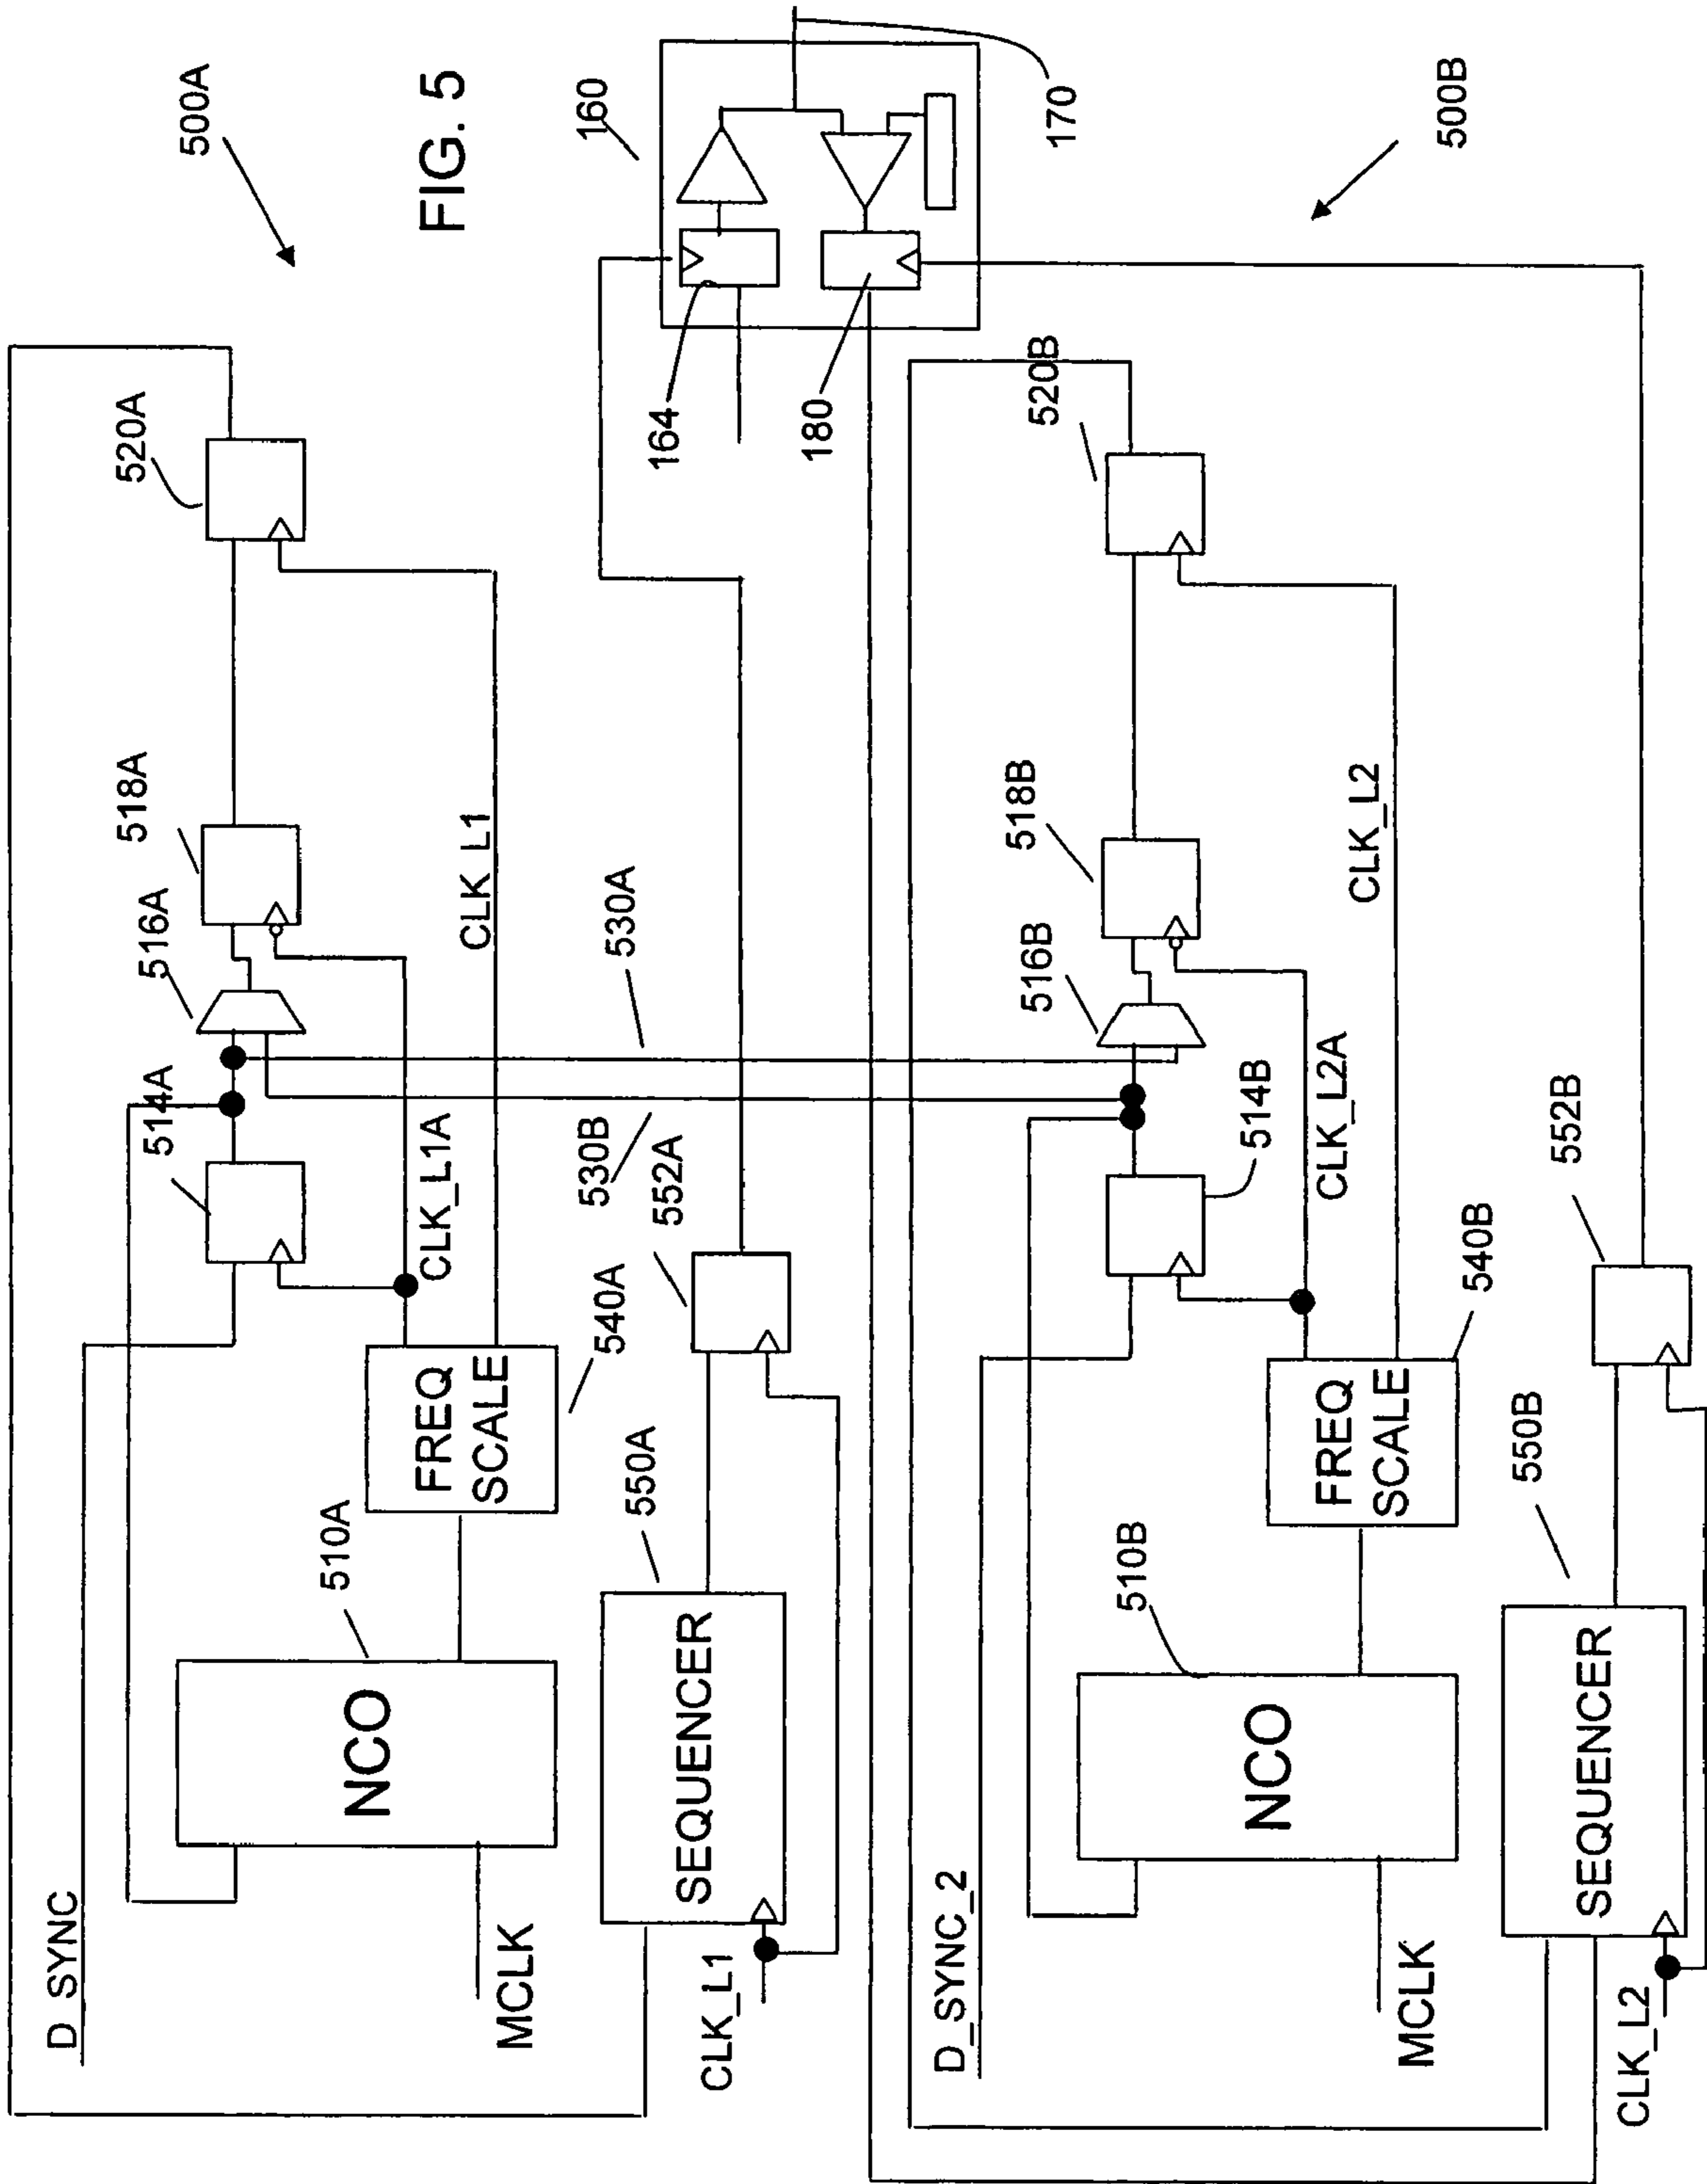 500A
FIG. 5
520A
518A
516A
514A
D_SYNC
510A
NCO
MCLK
FREQ
SCALE
540A
CLK_L1A
CLK_L1
530A
530B
552A
550A
SEQUENCER
CLK_L1
160
164
180
170
500B
520B
518B
516B
514B
D_SYNC_2
510B
NCO
MCLK
FREQ
SCALE
540B
CLK_L2A
CLK_L2
552B
550B
SEQUENCER
CLK_L2